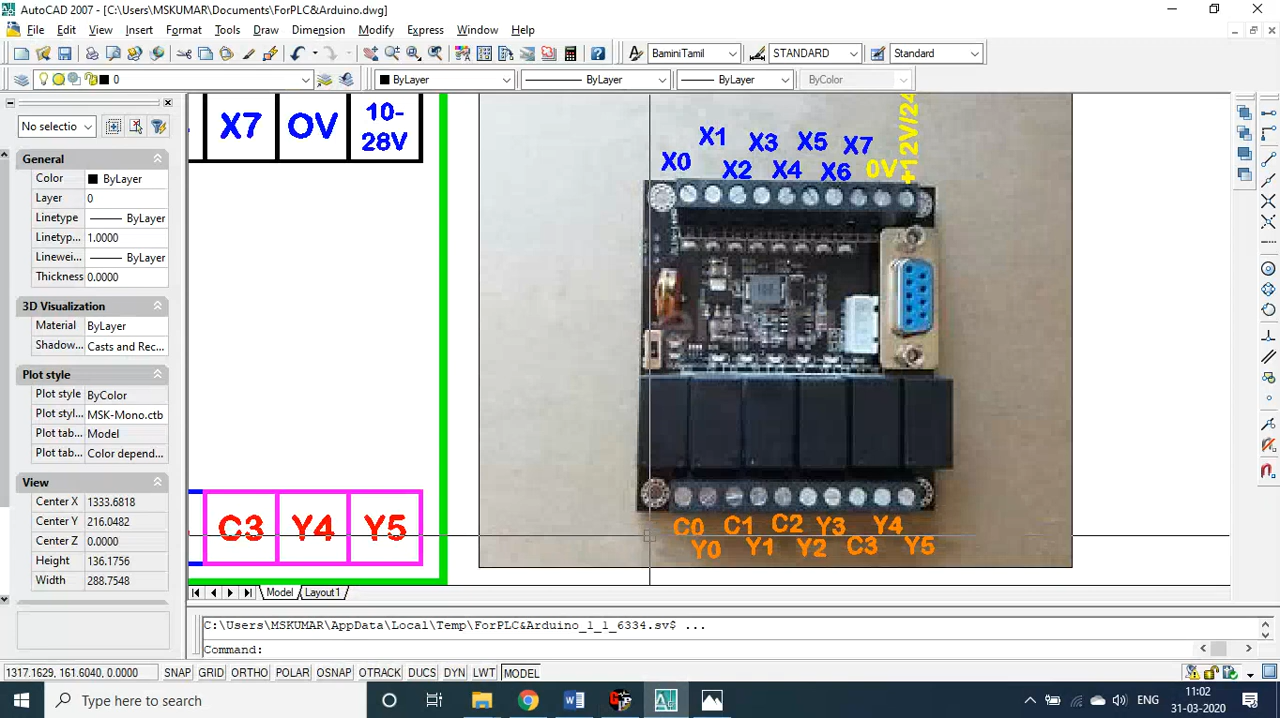 AutoCAD 2007 - [C:\Users\MSKUMAR\Documents\ForPLC&Arduino.dwg]
File Edit View Insert Format Tools Draw Dimension Modify Express Window Help
BaminiTamil STANDARD Standard
0 ByLayer ByLayer ByLayer ByColor
No selectio
General
Color ByLayer
Layer 0
Linetype ByLayer
Linetyp... 1.0000
Linewei... ByLayer
Thickness 0.0000
3D Visualization
Material ByLayer
Shadow... Casts and Rec...
Plot style
Plot style ByColor
Plot styl... MSK-Mono.ctb
Plot tab... Model
Plot tab... Color depend...
View
Center X 1333.6818
Center Y 216.0482
Center Z 0.0000
Height 136.1756
Width 288.7548
X7 OV 10-
28V
X0 X1 X2 X3 X4 X5 X6 X7 0V +12V/24
C3 Y4 Y5
C0 C1 C2 Y3 Y4
Y0 Y1 Y2 C3 Y5
Model Layout1
C:\Users\MSKUMAR\AppData\Local\Temp\ForPLC&Arduino_1_1_6334.sv$ ...
Command:
1317.1629, 161.6040, 0.0000 SNAP GRID ORTHO POLAR OSNAP OTRACK DUCS DYN LWT MODEL
Type here to search
ENG
11:02
31-03-2020